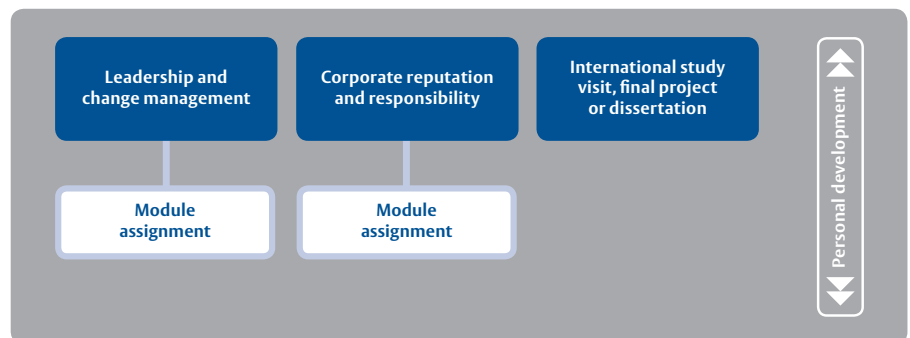 Leadership and
change management
Corporate reputation
and responsibility
International study
visit, final project
or dissertation
Module
assignment
Module
assignment
Personal development